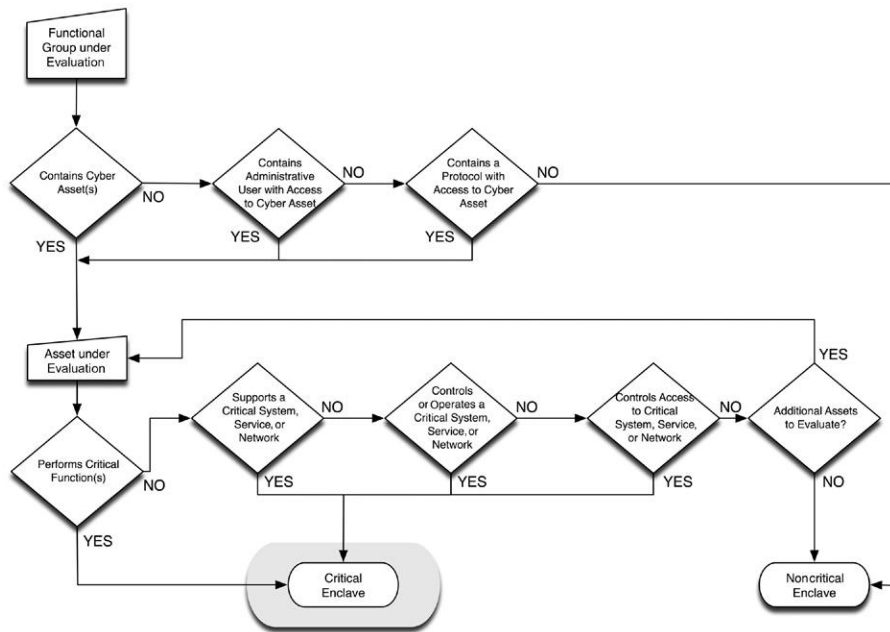 Functional
Group under
Evaluation
Contains Cyber
Asset(s)
NO
YES
Contains
Administrative
User with Access
to Cyber Asset
NO
YES
Contains a
Protocol with
Access to Cyber
Asset
NO
YES
Asset under
Evaluation
Performs Critical
Function(s)
NO
YES
Supports a
Critical System,
Service, or
Network
NO
YES
Controls
or Operates a
Critical System,
Service, or
Network
NO
YES
Controls Access
to Critical
System, Service,
or Network
NO
YES
Additional Assets
to Evaluate?
YES
NO
Critical
Enclave
Noncritical
Enclave